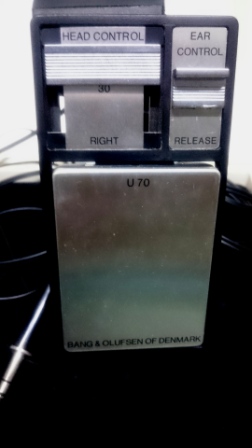 HEAD CONTROL
30
RIGHT
EAR
CONTROL
RELEASE
U 70
BANG & OLUFSEN OF DENMARK